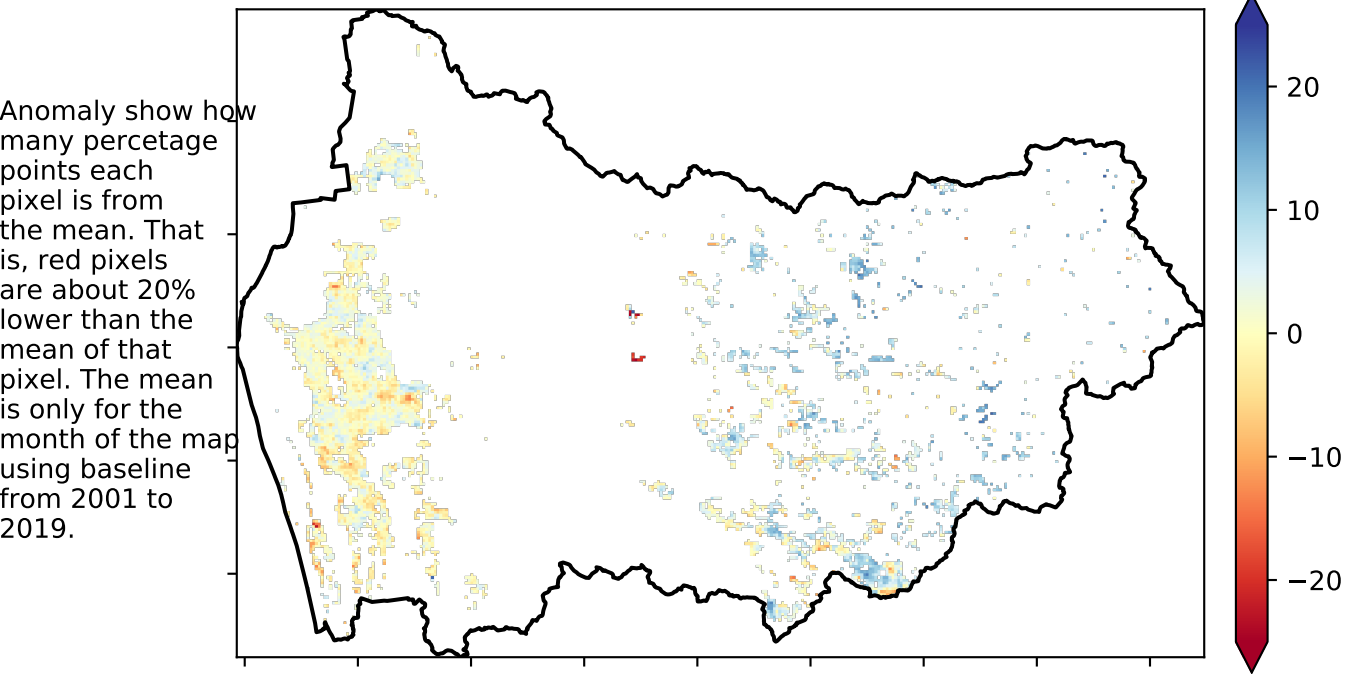 Anomaly show how
many percetage
points each
pixel is from
the mean. That
is, red pixels
are about 20%
lower than the
mean of that
pixel. The mean
is only for the
month of the map
using baseline
from 2001 to
2019.
20
10
0
−10
−20